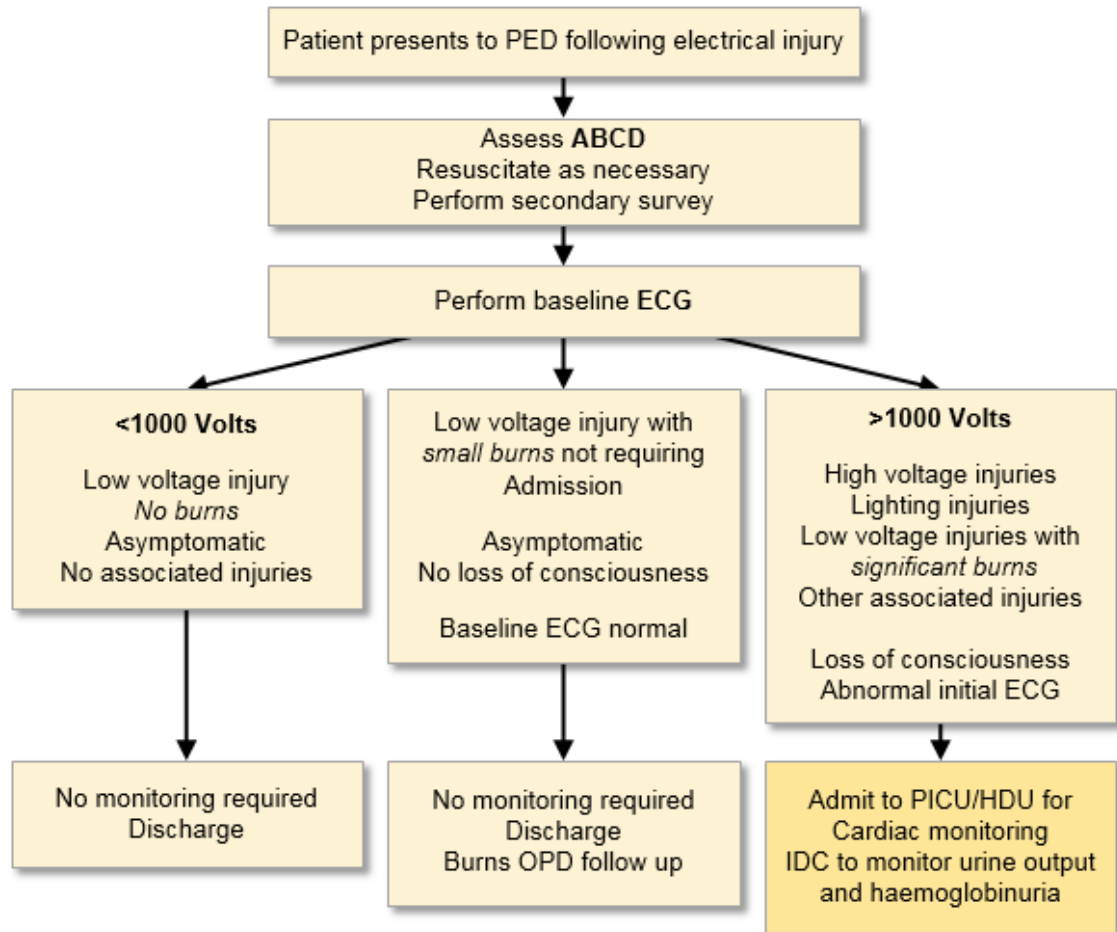 Patient presents to PED following electrical injury
Assess ABCD
Resuscitate as necessary
Perform secondary survey
Perform baseline ECG
<1000 Volts
Low voltage injury
No burns
Asymptomatic
No associated injuries
Low voltage injury with
small burns not requiring
Admission
Asymptomatic
No loss of consciousness
Baseline ECG normal
>1000 Volts
High voltage injuries
Lighting injuries
Low voltage injuries with
significant burns
Other associated injuries
Loss of consciousness
Abnormal initial ECG
No monitoring required
Discharge
No monitoring required
Discharge
Burns OPD follow up
Admit to PICU/HDU for
Cardiac monitoring
IDC to monitor urine output
and haemoglobinuria